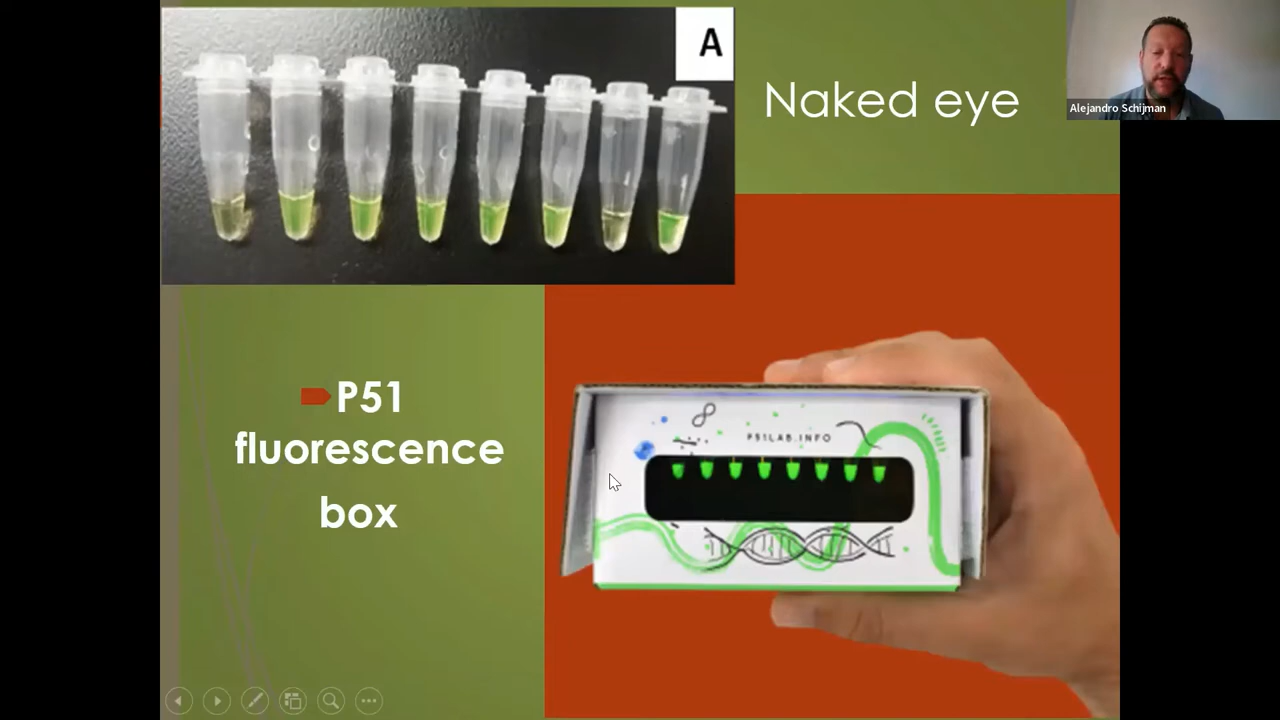 A
Naked eye
Alejandro Schijman
P51
fluorescence
box
P51LAB.INFO